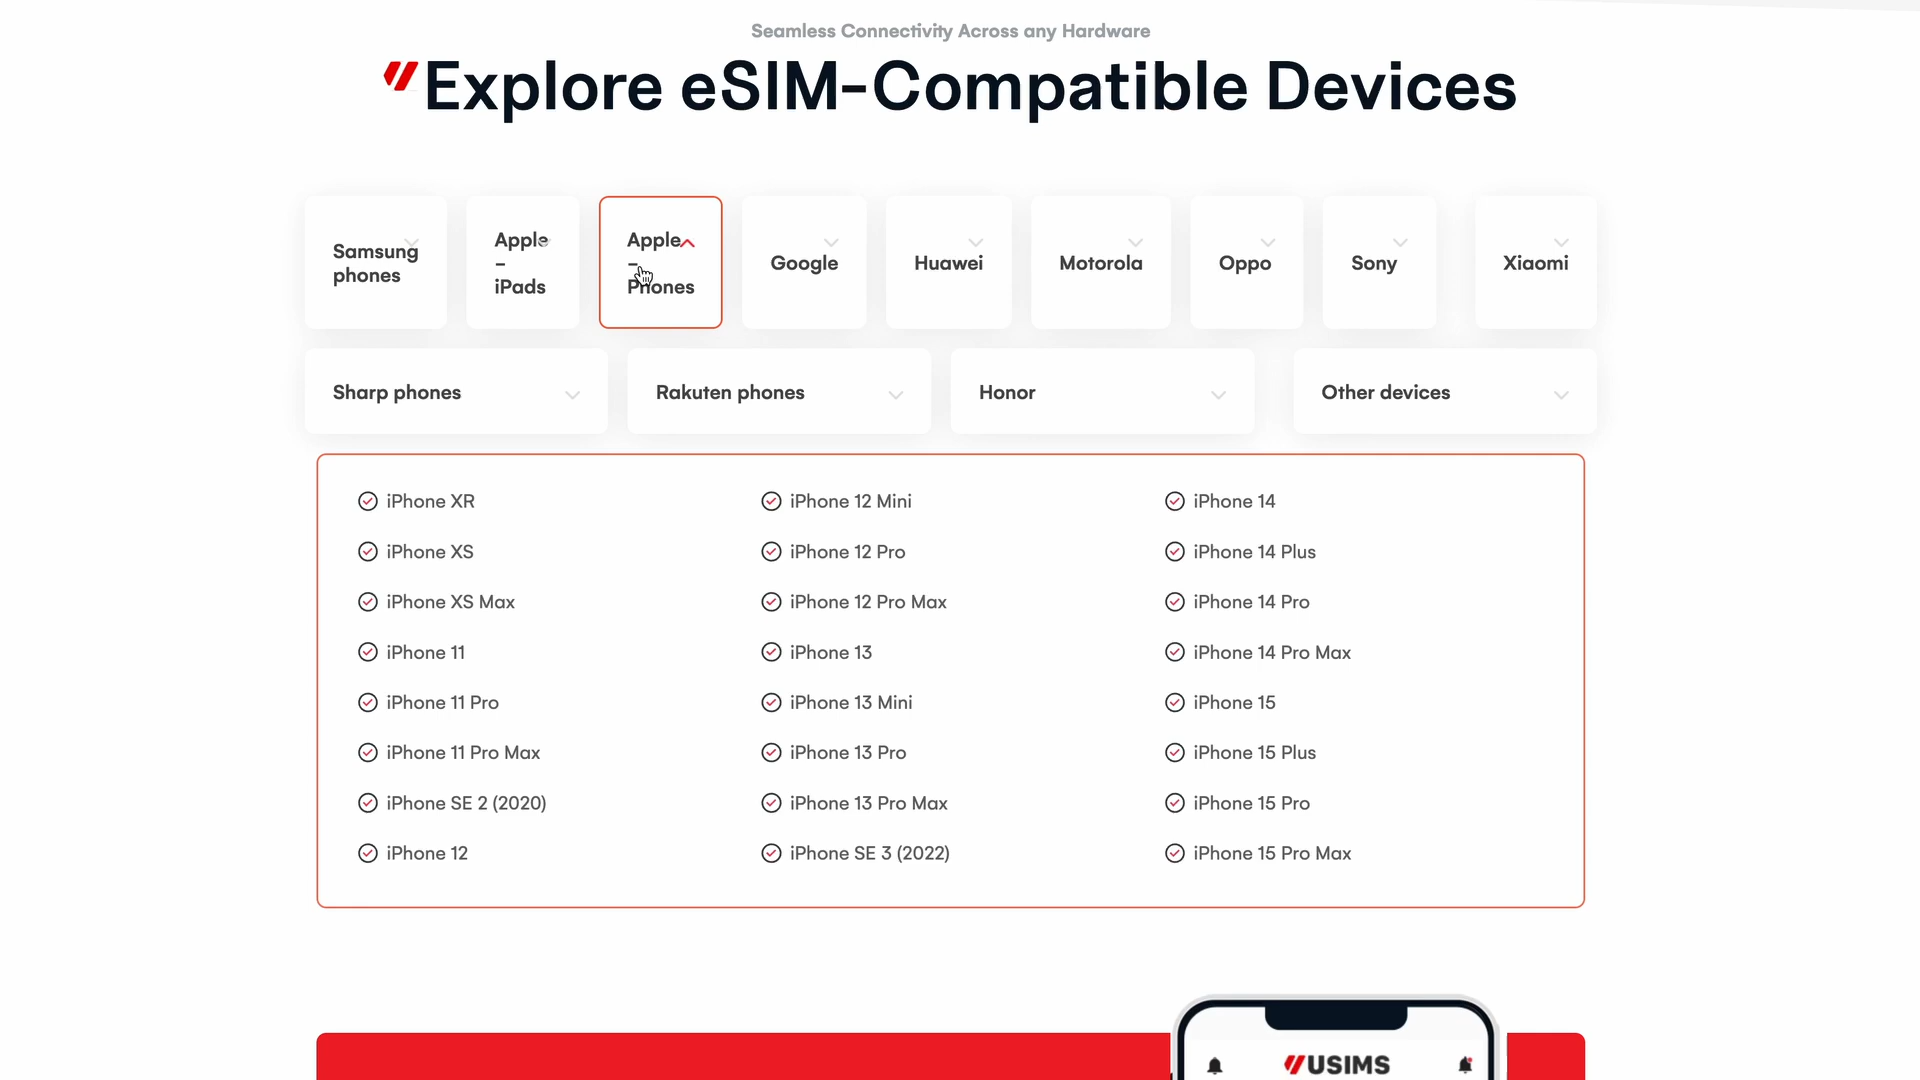 Seamless Connectivity Across any Hardware
Explore eSIM-Compatible Devices
Samsung
phones
Apple
–
iPads
Apple
–
Phones
Google
Huawei
Motorola
Oppo
Sony
Xiaomi
Sharp phones
Rakuten phones
Honor
Other devices
iPhone XR
iPhone XS
iPhone XS Max
iPhone 11
iPhone 11 Pro
iPhone 11 Pro Max
iPhone SE 2 (2020)
iPhone 12
iPhone 12 Mini
iPhone 12 Pro
iPhone 12 Pro Max
iPhone 13
iPhone 13 Mini
iPhone 13 Pro
iPhone 13 Pro Max
iPhone SE 3 (2022)
iPhone 14
iPhone 14 Plus
iPhone 14 Pro
iPhone 14 Pro Max
iPhone 15
iPhone 15 Plus
iPhone 15 Pro
iPhone 15 Pro Max
USIMS